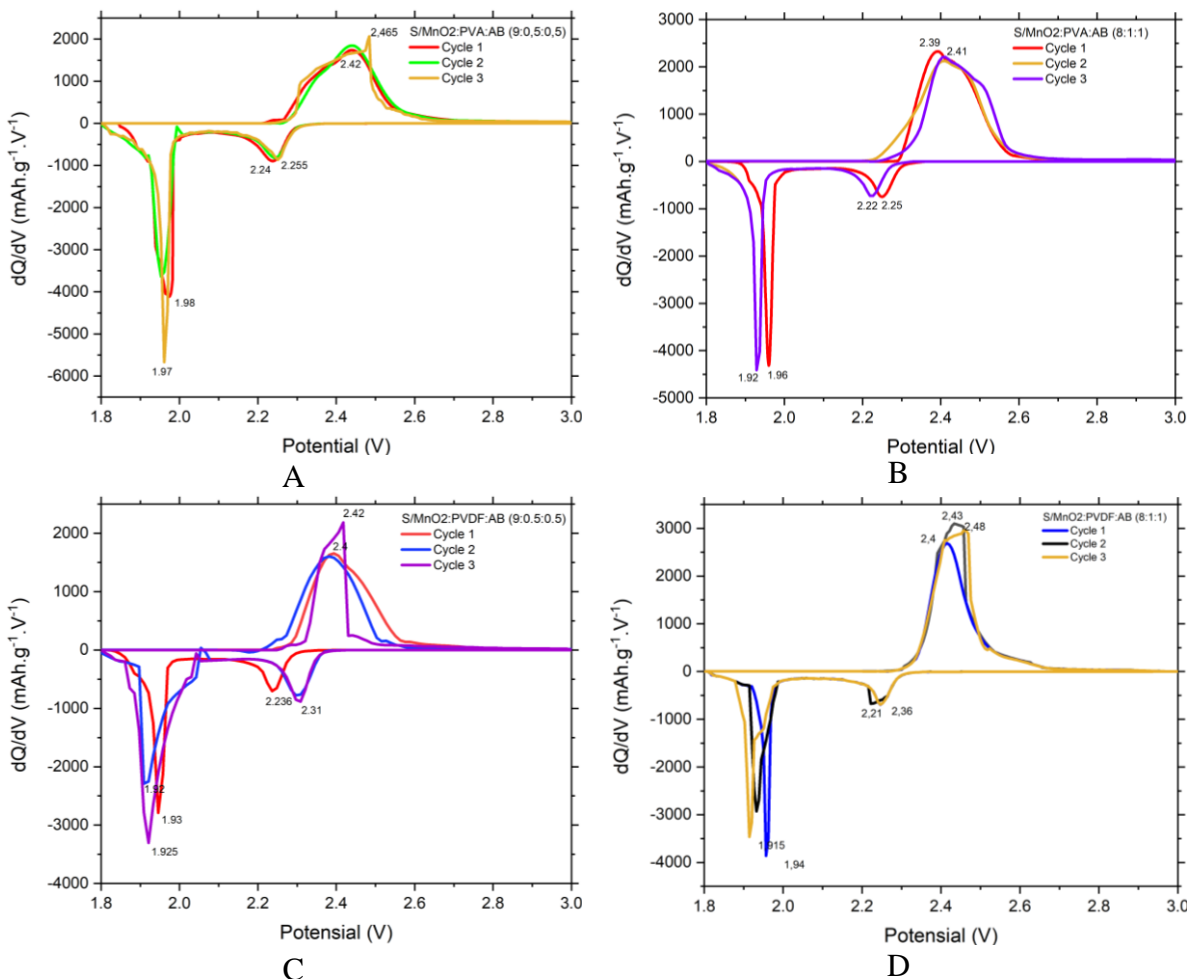 S/MnO2:PVA:AB (9:0,5:0,5)
Cycle 1
Cycle 2
Cycle 3
2,465
2.42
2.24
2.255
1.98
1.97
dQ/dV (mAh.g⁻¹.V⁻¹)
2000
1000
0
-1000
-2000
-3000
-4000
-5000
-6000
1.8 2.0 2.2 2.4 2.6 2.8 3.0
Potential (V)
A
S/MnO2:PVA:AB (8:1:1)
Cycle 1
Cycle 2
Cycle 3
2.39
2.41
2.22
2.25
1.92
1.96
dQ/dV (mAh.g⁻¹.V⁻¹)
3000
2000
1000
0
-1000
-2000
-3000
-4000
-5000
1.8 2.0 2.2 2.4 2.6 2.8 3.0
Potential (V)
B
S/MnO2:PVDF:AB (9:0.5:0.5)
Cycle 1
Cycle 2
Cycle 3
2.42
2.4
2.236
2.31
1.92
1.93
1.925
dQ/dV (mAh.g⁻¹.V⁻¹)
2000
1000
0
-1000
-2000
-3000
-4000
1.8 2.0 2.2 2.4 2.6 2.8 3.0
Potensial (V)
C
S/MnO2:PVDF:AB (8:1:1)
Cycle 1
Cycle 2
Cycle 3
2,43
2,4
2,48
2,21
2,36
1,915
1,94
dQ/dV (mAh.g⁻¹.V⁻¹)
3000
2000
1000
0
-1000
-2000
-3000
-4000
1.8 2.0 2.2 2.4 2.6 2.8 3.0
Potensial (V)
D